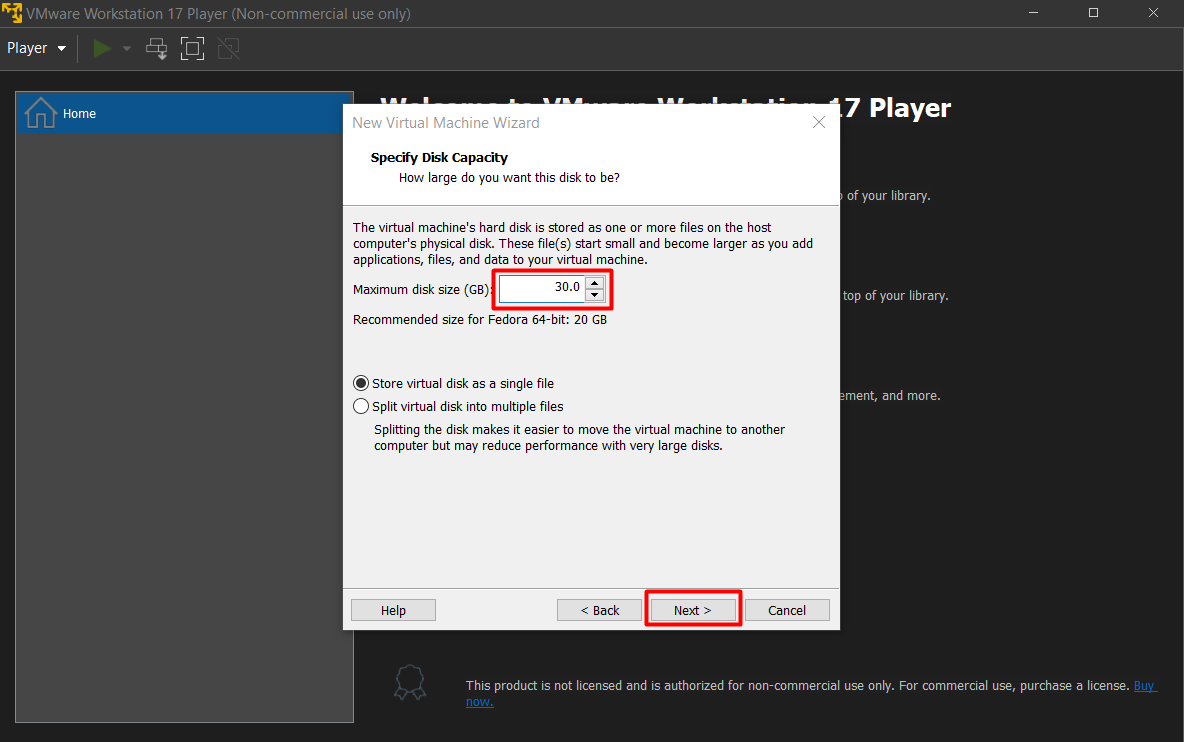 VMware Workstation 17 Player (Non-commercial use only)
Player
Home
Welcome to VMware Workstation 17 Player
New Virtual Machine Wizard
Specify Disk Capacity
How large do you want this disk to be?
of your library.
The virtual machine's hard disk is stored as one or more files on the host
computer's physical disk. These file(s) start small and become larger as you add
applications, files, and data to your virtual machine.
Maximum disk size (GB):
30.0
top of your library.
Recommended size for Fedora 64-bit: 20 GB
Store virtual disk as a single file
ement, and more.
Split virtual disk into multiple files
Splitting the disk makes it easier to move the virtual machine to another
computer but may reduce performance with very large disks.
Help
< Back
Next >
Cancel
This product is not licensed and is authorized for non-commercial use only. For commercial use, purchase a license. Buy
now.